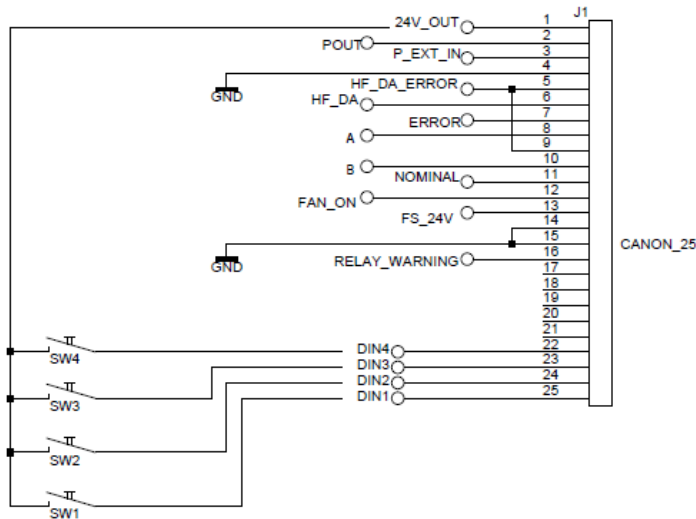 J1
24V_OUT 1
POUT 2
P_EXT_IN 3
4
GND
HF_DA_ERROR 5
HF_DA 6
ERROR 7
A 8
9
B 10
NOMINAL 11
FAN_ON 12
FS_24V 13
14
15
CANON_25
GND
RELAY_WARNING 16
17
18
19
20
21
DIN4 22
SW4
DIN3 23
DIN2 24
DIN1 25
SW3
SW2
SW1